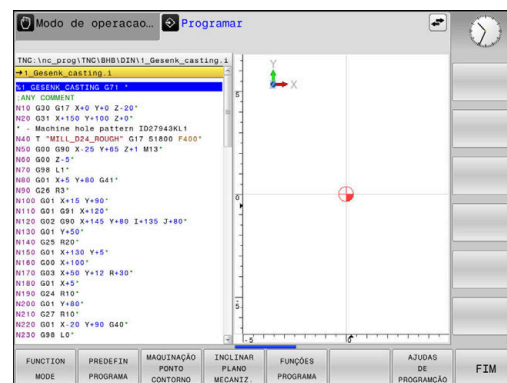 Modo de operacao... Programar
TNC:\nc_prog\TNC\BHB\DIN\1_Gesenk_casting.i
→1_Gesenk_casting.i
%1_GESENK_CASTING G71 *
;ANY COMMENT
N10 G30 G17 X+0 Y+0 Z-20*
N20 G31 X+150 Y+100 Z+0*
* - Machine hole pattern ID27943KL1
N40 T "MILL_D24_ROUGH" G17 S1800 F400*
N50 G00 G90 X-25 Y+65 Z+1 M13*
N60 G00 Z-5*
N70 G98 L1*
N80 G01 X+5 Y+80 G41*
N90 G26 R3*
N100 G01 X+15 Y+90*
N110 G01 G91 X+120*
N120 G02 G90 X+145 Y+80 I+135 J+80*
N130 G01 Y+50*
N140 G25 R20*
N150 G01 X+130 Y+5*
N160 G00 X+100*
N170 G03 X+50 Y+12 R+30*
N180 G01 X+5*
N190 G24 R10*
N200 G01 Y+80*
N210 G27 R10*
N220 G01 X-20 Y+90 G40*
N230 G98 L0*
Y
X
5
0
-5
-5
0
FUNCTION
MODE
PREDEFIN
PROGRAMA
MAQUINAÇÃO
PONTO
CONTORNO
INCLINAR
PLANO
MECANIZ.
FUNÇÕES
PROGRAMA
AJUDAS
DE
PROGRAMÇÃO
FIM